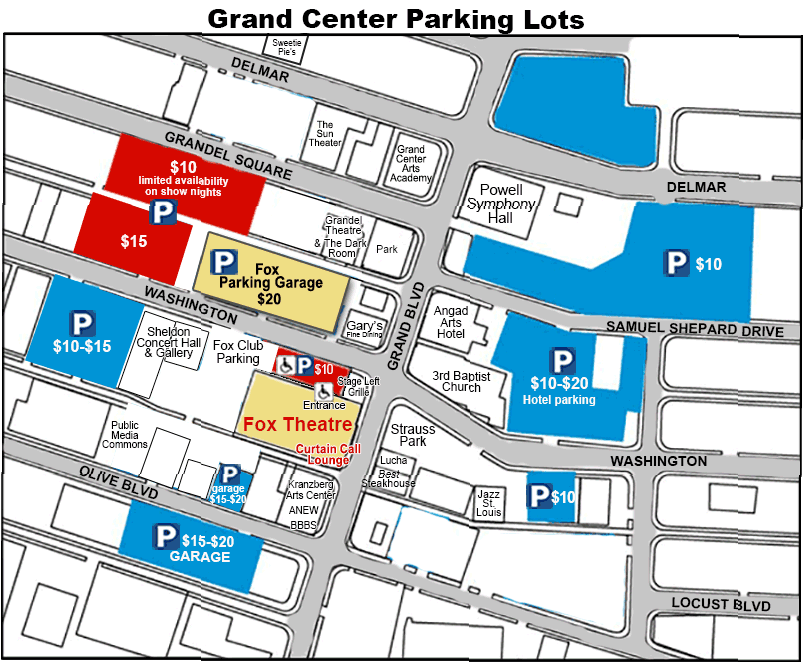 Grand Center Parking Lots
Sweetie
Pie's
DELMAR
The
Sun
Theater
Grand
Center
Arts
Academy
GRANDEL SQUARE
$10
limited availability
on show nights
P
$15
DELMAR
Powell
Symphony
Hall
P $10
Grandel
Theatre
& The Dark
Room
Park
P
Fox
Parking Garage
$20
WASHINGTON
Gary's
Fine Dining
GRAND BLVD
Angad
Arts
Hotel
SAMUEL SHEPARD DRIVE
P
$10-$15
Sheldon
Concert Hall
& Gallery
Fox Club
Parking
P $10
Stage Left
Grille
Entrance
3rd Baptist
Church
P
$10-$20
Hotel parking
Fox Theatre
Curtain Call
Lounge
Public
Media
Commons
Strauss
Park
WASHINGTON
Lucha
Best
Steakhouse
OLIVE BLVD
P
garage
$15-$20
Kranzberg
Arts Center
ANEW
BBBS
Jazz
St.
Louis
P $10
P $15-$20
GARAGE
LOCUST BLVD